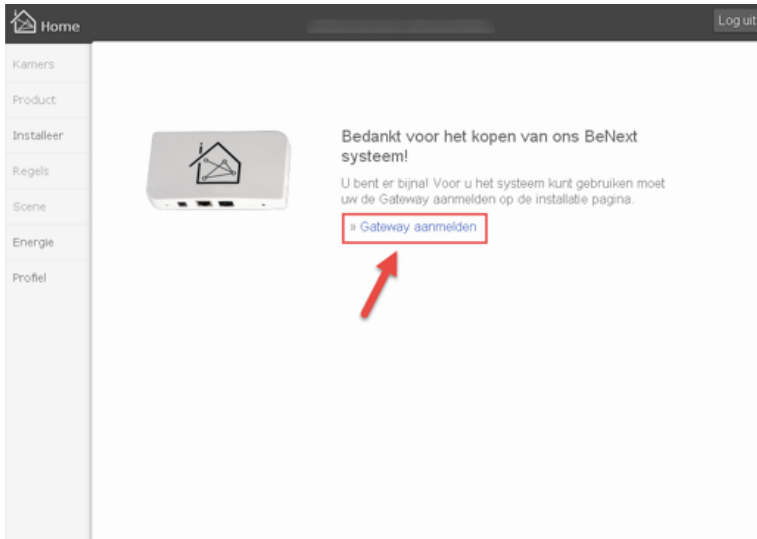 Home
Log uit
Kamers
Product
Installeer
Regels
Scene
Energie
Profiel
Bedankt voor het kopen van ons BeNext
systeem!
U bent er bijna! Voor u het systeem kunt gebruiken moet
uw de Gateway aanmelden op de installatie pagina.
» Gateway aanmelden